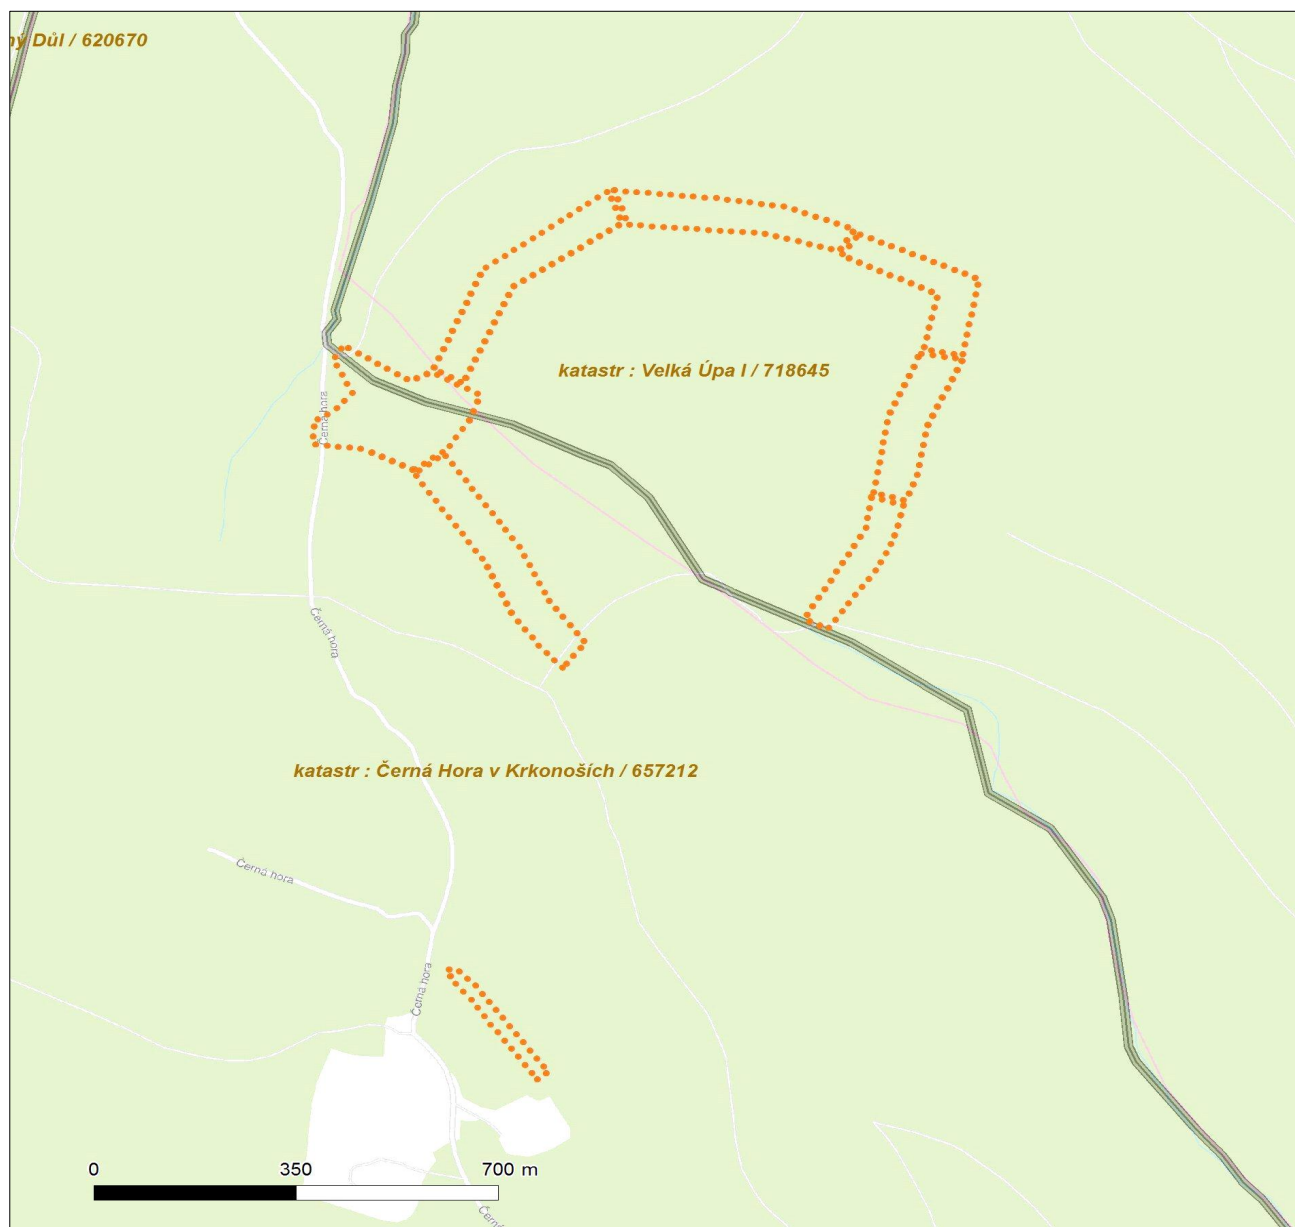 ný Důl / 620670
katastr : Velká Úpa I / 718645
Černá hora
Černá hora
katastr : Černá Hora v Krkonoších / 657212
Černá hora
Černá hora
0 350 700 m
Černá